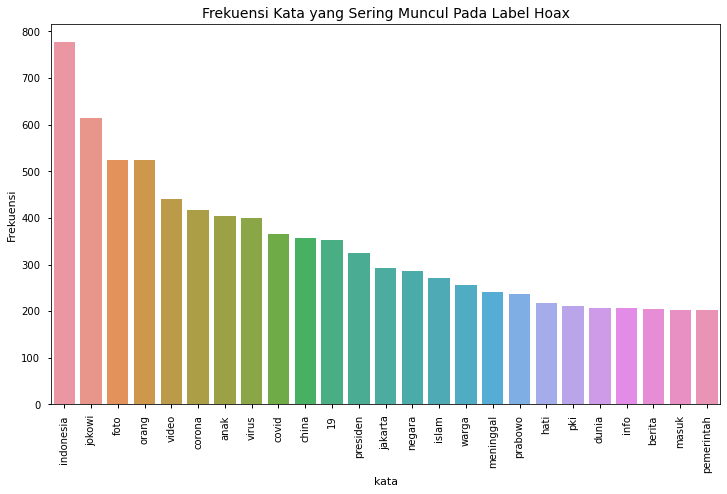 Frekuensi Kata yang Sering Muncul Pada Label Hoax
Frekuensi
800
700
600
500
400
300
200
100
0
indonesia
jokowi
foto
orang
video
corona
anak
virus
covid
china
19
presiden
jakarta
negara
islam
warga
meninggal
prabowo
hati
pki
dunia
info
berita
masuk
pemerintah
kata